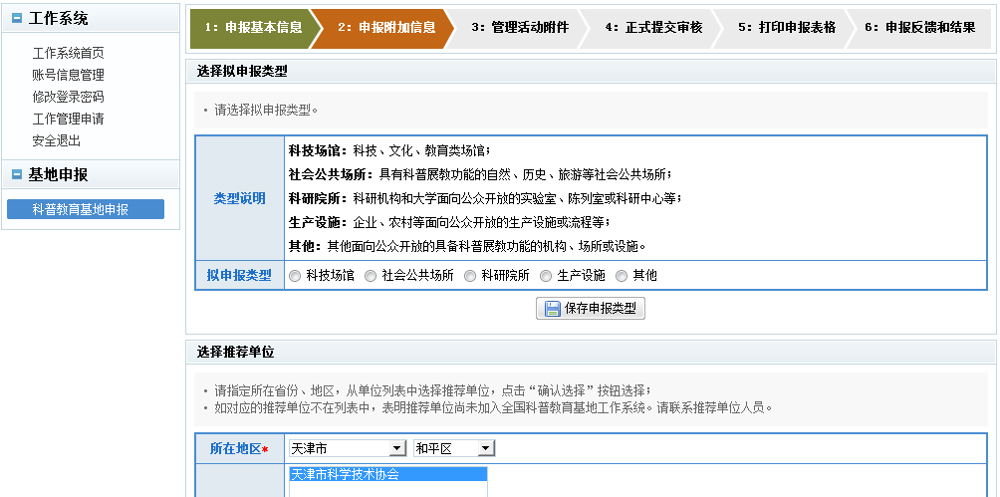 工作系统
工作系统首页
账号信息管理
修改登录密码
工作管理申请
安全退出
基地申报
科普教育基地申报
1：申报基本信息 2：申报附加信息 3：管理活动附件 4：正式提交审核 5：打印申报表格 6：申报反馈和结果
选择拟申报类型
• 请选择拟申报类型。
类型说明
科技场馆：科技、文化、教育类场馆；
社会公共场所：具有科普展教功能的自然、历史、旅游等社会公共场所；
科研院所：科研机构和大学面向公众开放的实验室、陈列室或科研中心等；
生产设施：企业、农村等面向公众开放的生产设施或流程等；
其他：其他面向公众开放的具备科普展教功能的机构、场所或设施。
拟申报类型 科技场馆 社会公共场所 科研院所 生产设施 其他
保存申报类型
选择推荐单位
• 请指定所在省份、地区，从单位列表中选择推荐单位，点击“确认选择”按钮选择；
• 如对应的推荐单位不在列表中，表明推荐单位尚未加入全国科普教育基地工作系统。请联系推荐单位人员。
所在地区* 天津市 和平区
天津市科学技术协会